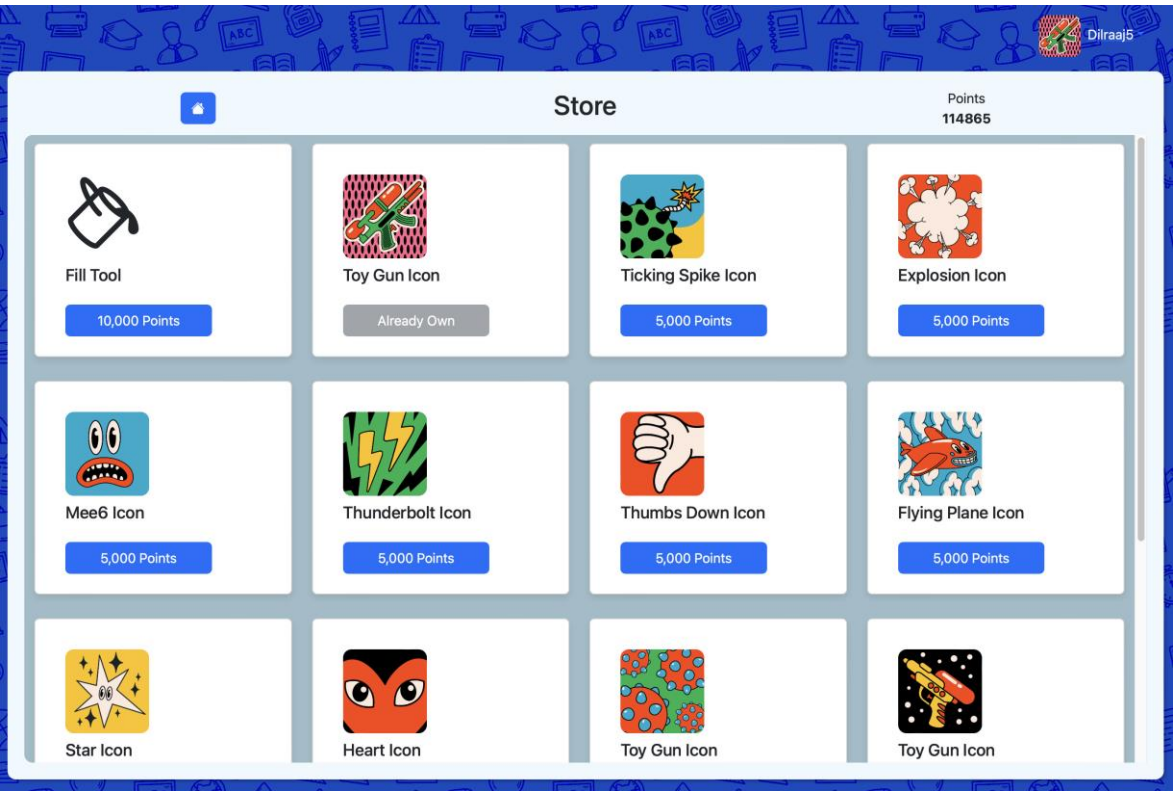 ABC
ABC
Dilraaj5
Store
Points
114865
Fill Tool
Toy Gun Icon
Ticking Spike Icon
Explosion Icon
10,000 Points
Already Own
5,000 Points
5,000 Points
Mee6 Icon
Thunderbolt Icon
Thumbs Down Icon
Flying Plane Icon
5,000 Points
5,000 Points
5,000 Points
5,000 Points
Star Icon
Heart Icon
Toy Gun Icon
Toy Gun Icon